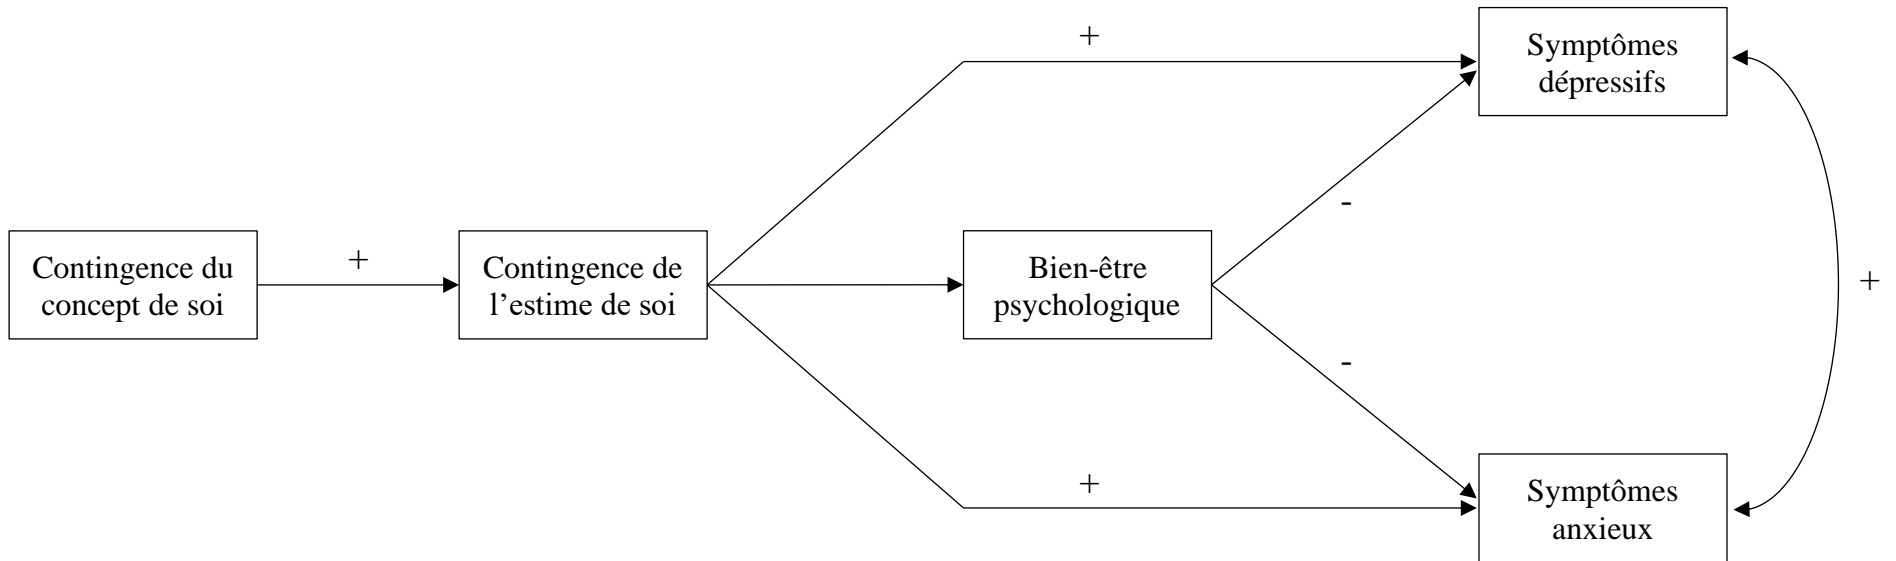 +
Symptômes
dépressifs
-
Contingence du
concept de soi
+
Contingence de
l’estime de soi
Bien-être
psychologique
+
-
+
Symptômes
anxieux